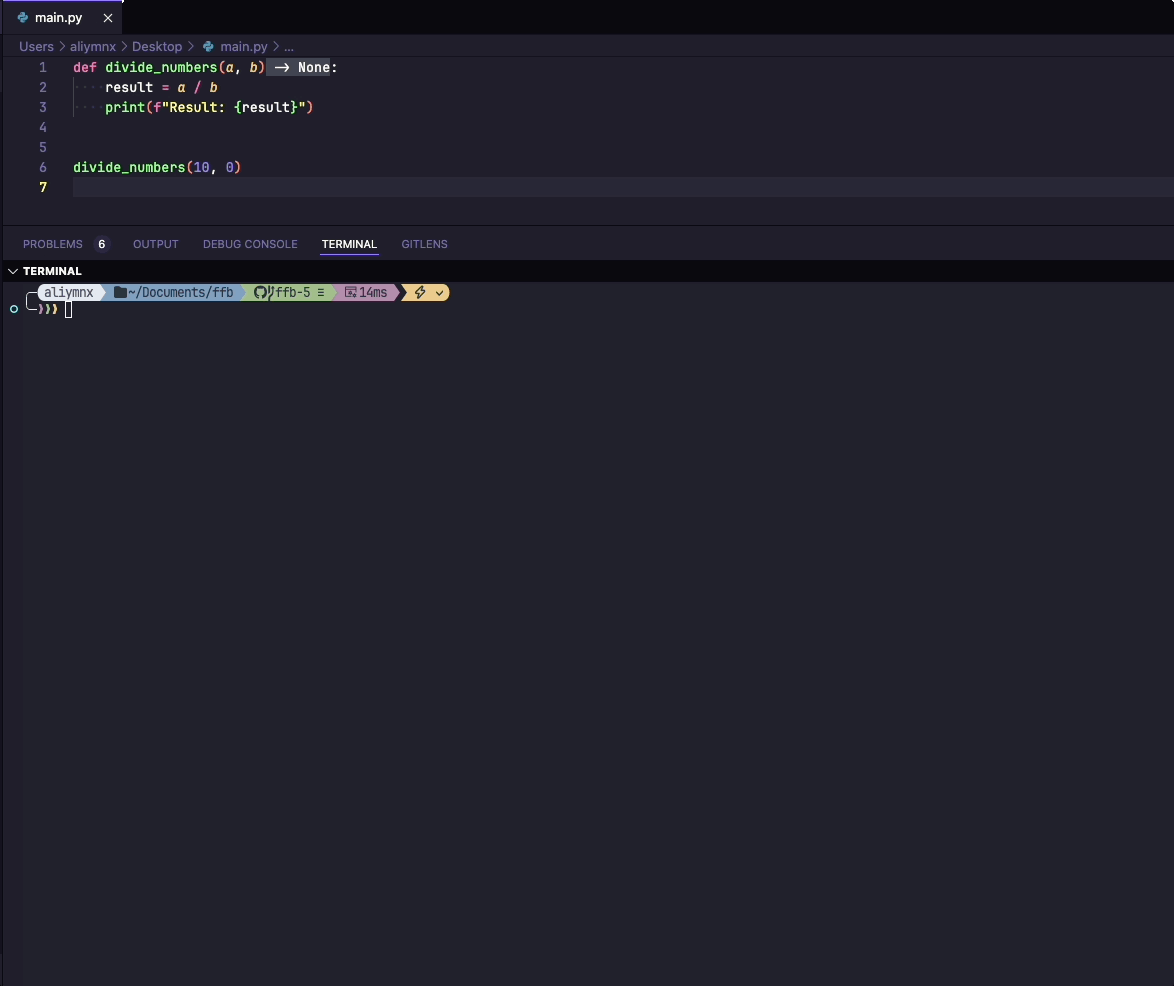 main.py
Users > aliymnx > Desktop > main.py > ...
1 def divide_numbers(a, b) -> None:
2 result = a / b
3 print(f"Result: {result}")
4
5
6 divide_numbers(10, 0)
7
PROBLEMS 6 OUTPUT DEBUG CONSOLE TERMINAL GITLENS
TERMINAL
aliymnx ~/Documents/ffb ffb-5 ≡ 14ms